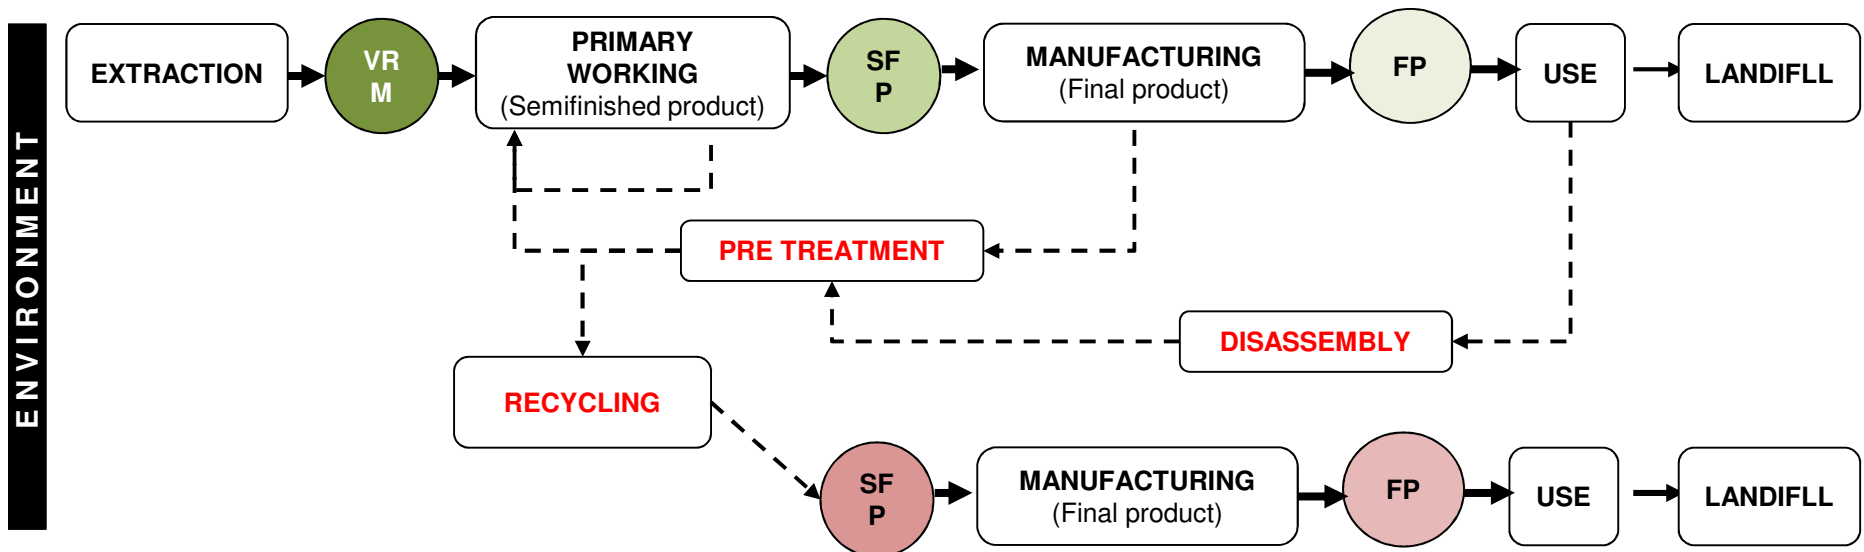 ENVIRONMENT
EXTRACTION
VR
M
PRIMARY
WORKING
(Semifinished product)
SF
P
MANUFACTURING
(Final product)
FP
USE
LANDIFLL
PRE TREATMENT
DISASSEMBLY
RECYCLING
SF
P
MANUFACTURING
(Final product)
FP
USE
LANDIFLL